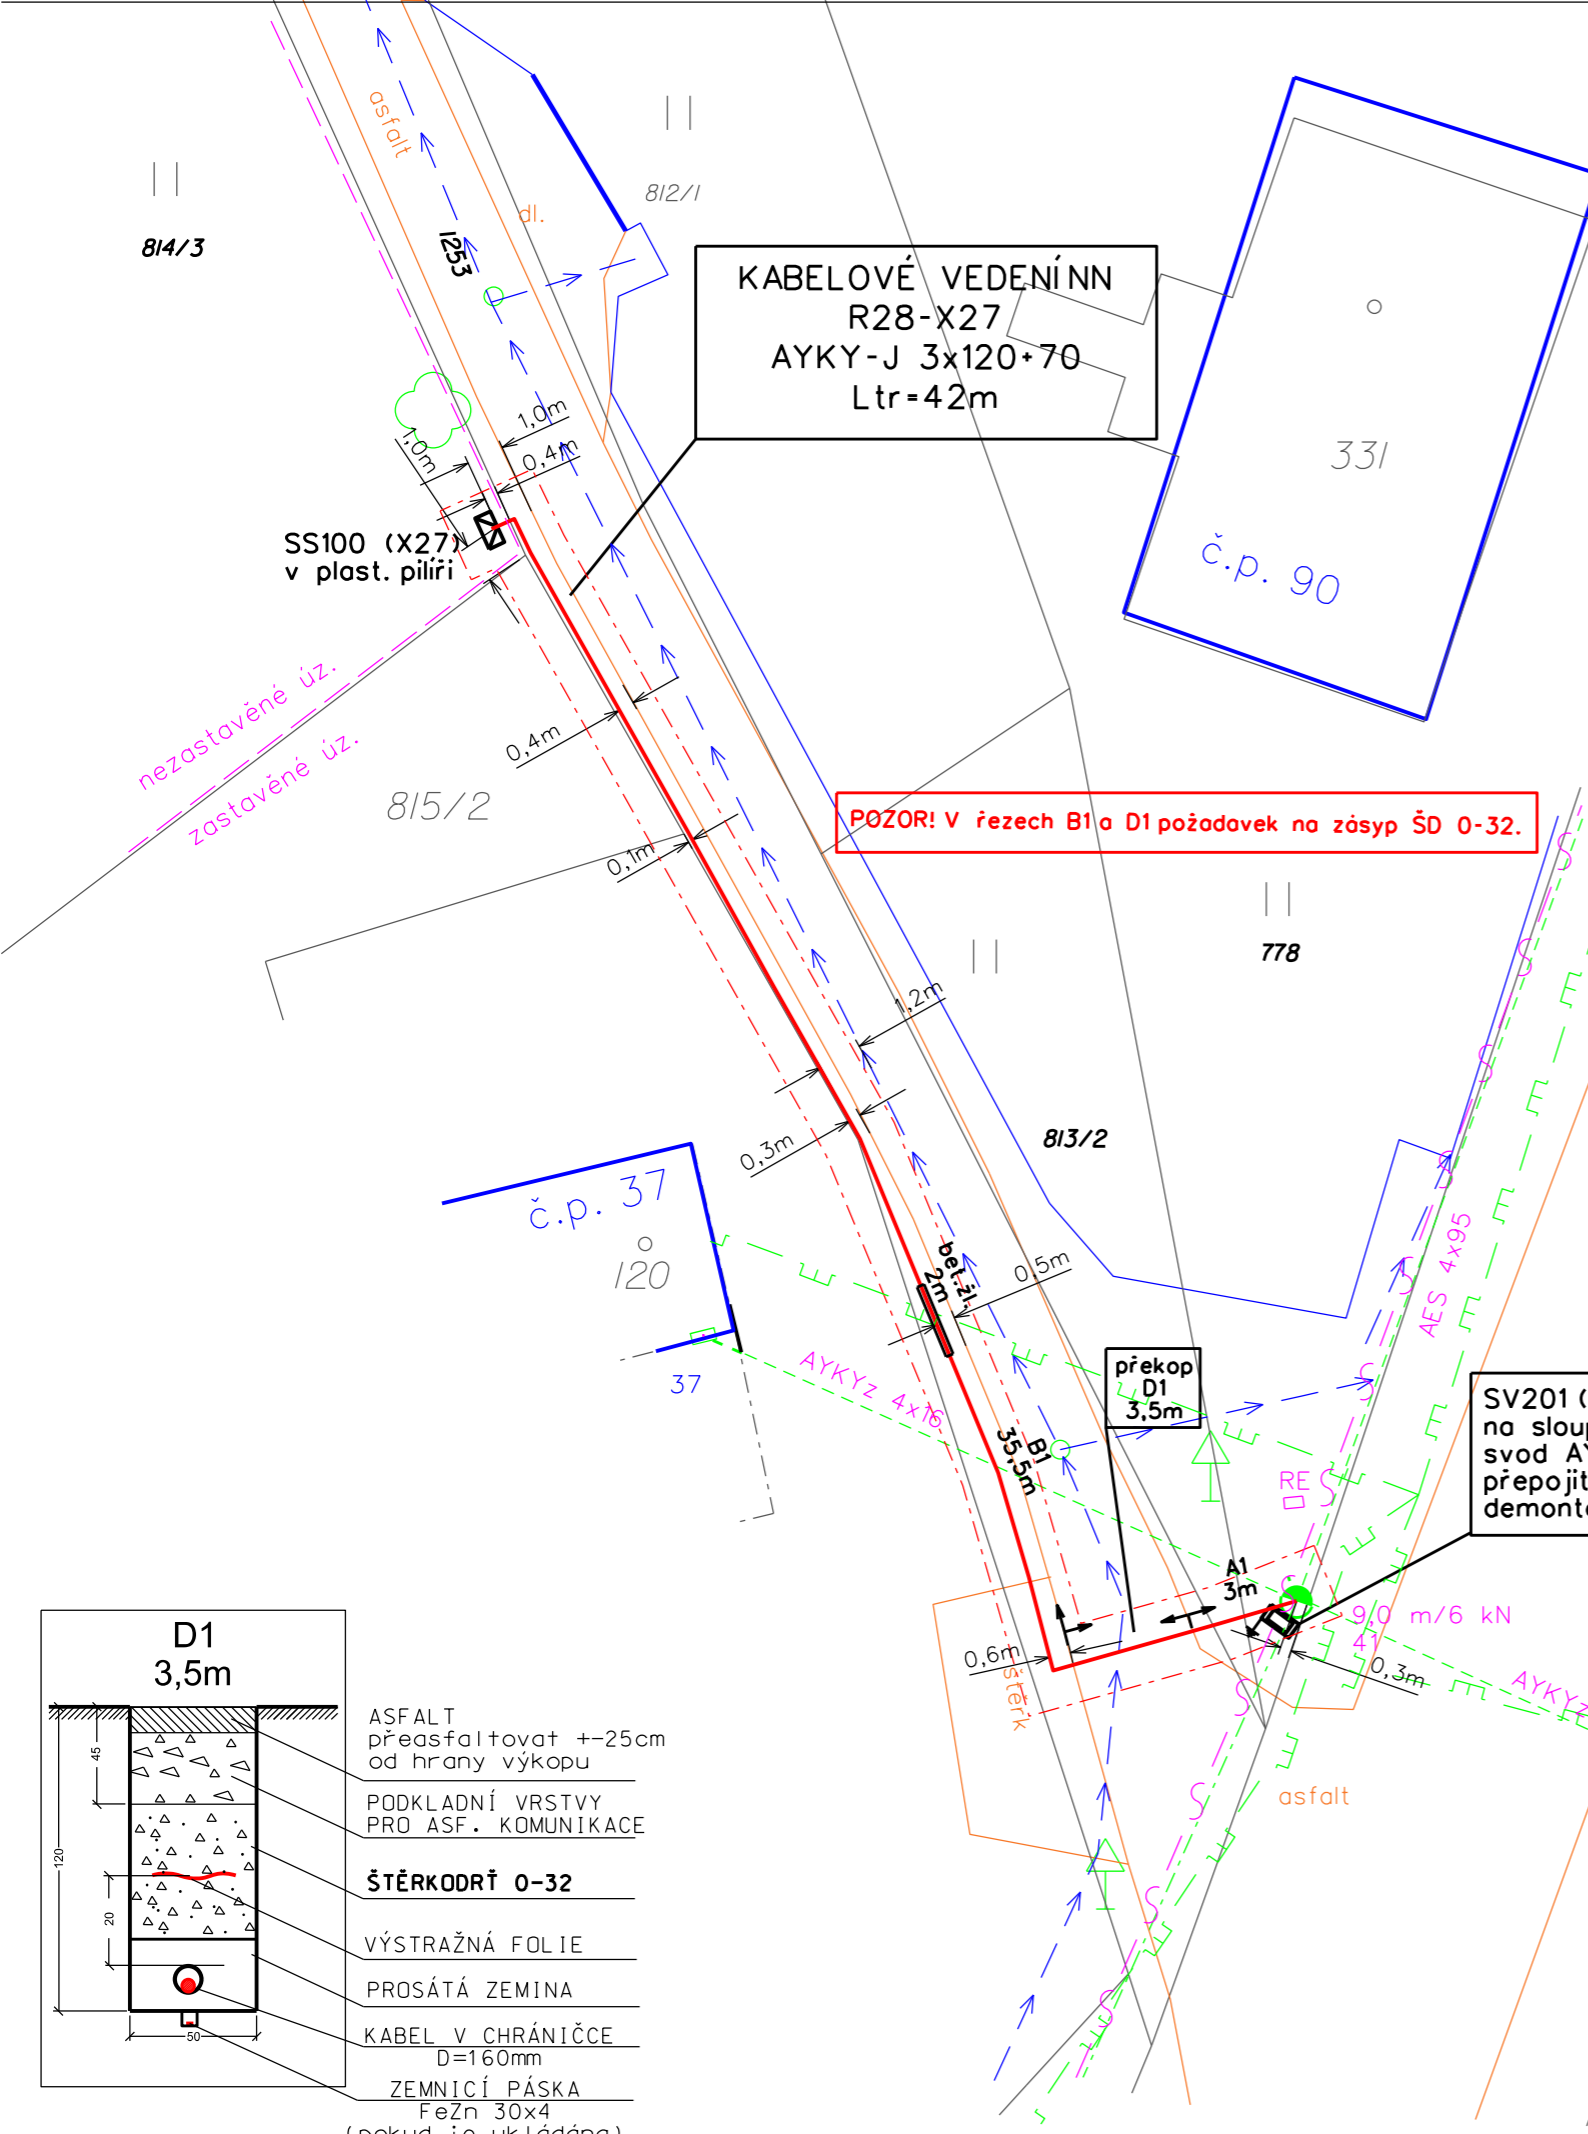 asfalt
812/1
814/3
dl.
1253
KABELOVÉ VEDENÍ NN
R28-X27
AYKY-J 3x120+70
Ltr=42m
331
č.p. 90
1,0m
0,4m
1,0m
SS100 (X27)
v plast. pilíři
nezastavěné úz.
zastavěné úz.
0,4m
815/2
POZOR! V řezech B1 a D1 požadavek na zásyp ŠD 0-32.
0,1m
778
1,2m
0,3m
813/2
č.p. 37
120
bet.žl.
2m
0,5m
AES 4x95
37
AYKYz 4x16
překop
D1
3,5m
B1
35,5m
SV201 (
na slou
svod
přepojit
RE
A1
3m
9,0 m/6 kN
41
0,3m
AYKYz
0,6m
štěrk
asfalt
D1
3,5m
ASFALT
přeasfaltovat +-25cm
od hrany výkopu
45
PODKLADNÍ VRSTVY
PRO ASF. KOMUNIKACE
120
ŠTĚRKODRŤ 0-32
20
VÝSTRAŽNÁ FOLIE
PROSÁTÁ ZEMINA
50
KABEL V CHRÁNIČCE
D=160mm
ZEMNICÍ PÁSKA
FeZn 30x4
(pokud je ukládána)